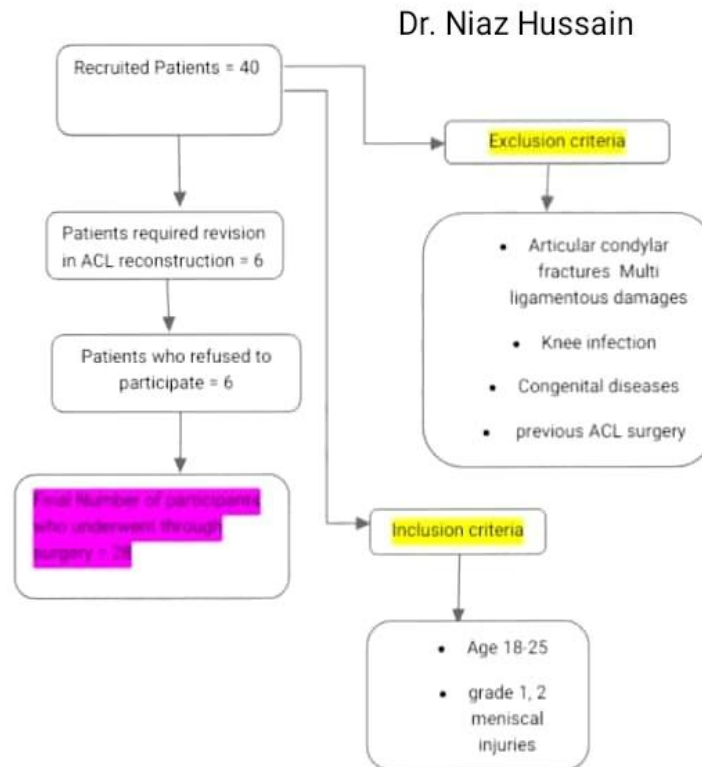 Dr. Niaz Hussain
Recruited Patients = 40
Exclusion criteria
Patients required revision
in ACL reconstruction = 6
• Articular condylar
fractures Multi
ligamentous damages
• Knee infection
• Congenital diseases
• previous ACL surgery
Patients who refused to
participate = 6
Final Number of participants
who underwent through
surgery = 28
Inclusion criteria
• Age 18-25
• grade 1, 2
meniscal
injuries